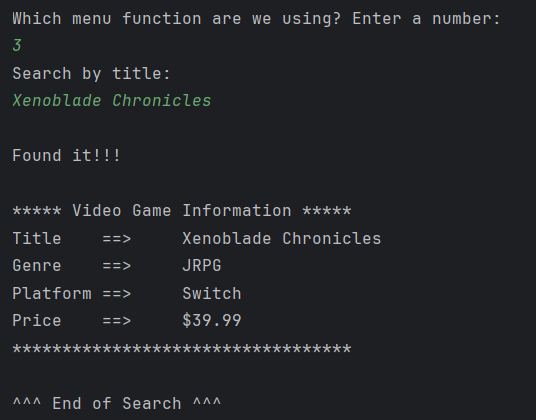 Which menu function are we using? Enter a number:
3
Search by title:
Xenoblade Chronicles
Found it!!!
***** Video Game Information *****
Title    ==>     Xenoblade Chronicles
Genre    ==>     JRPG
Platform ==>     Switch
Price    ==>     $39.99
**********************************
^^^ End of Search ^^^